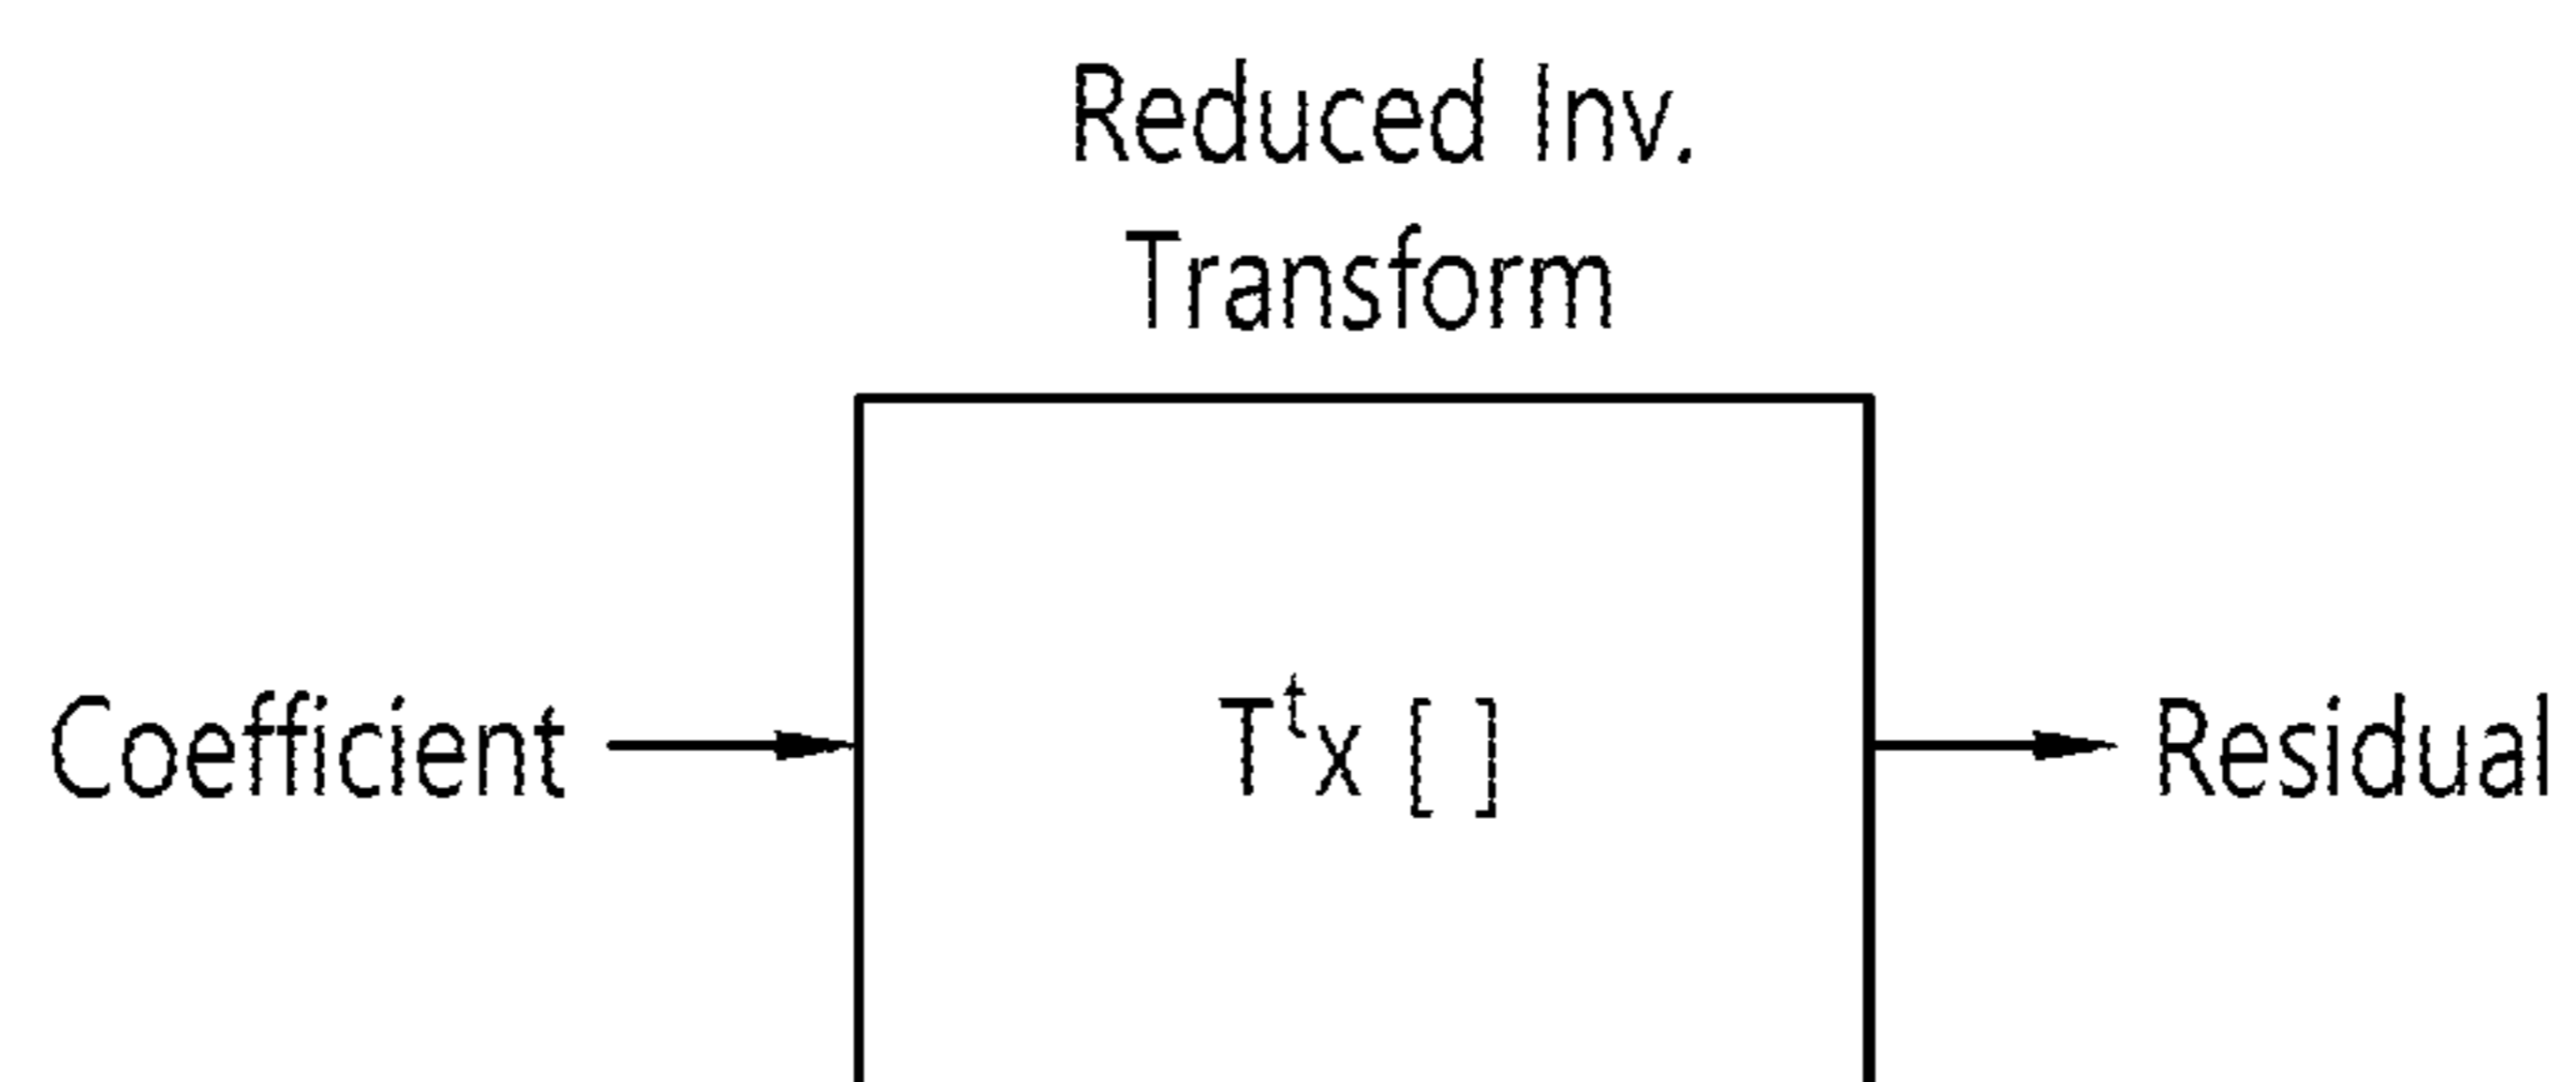 Reduced Inv.
Transform
Coefficient
Tᵗx [ ]
Residual